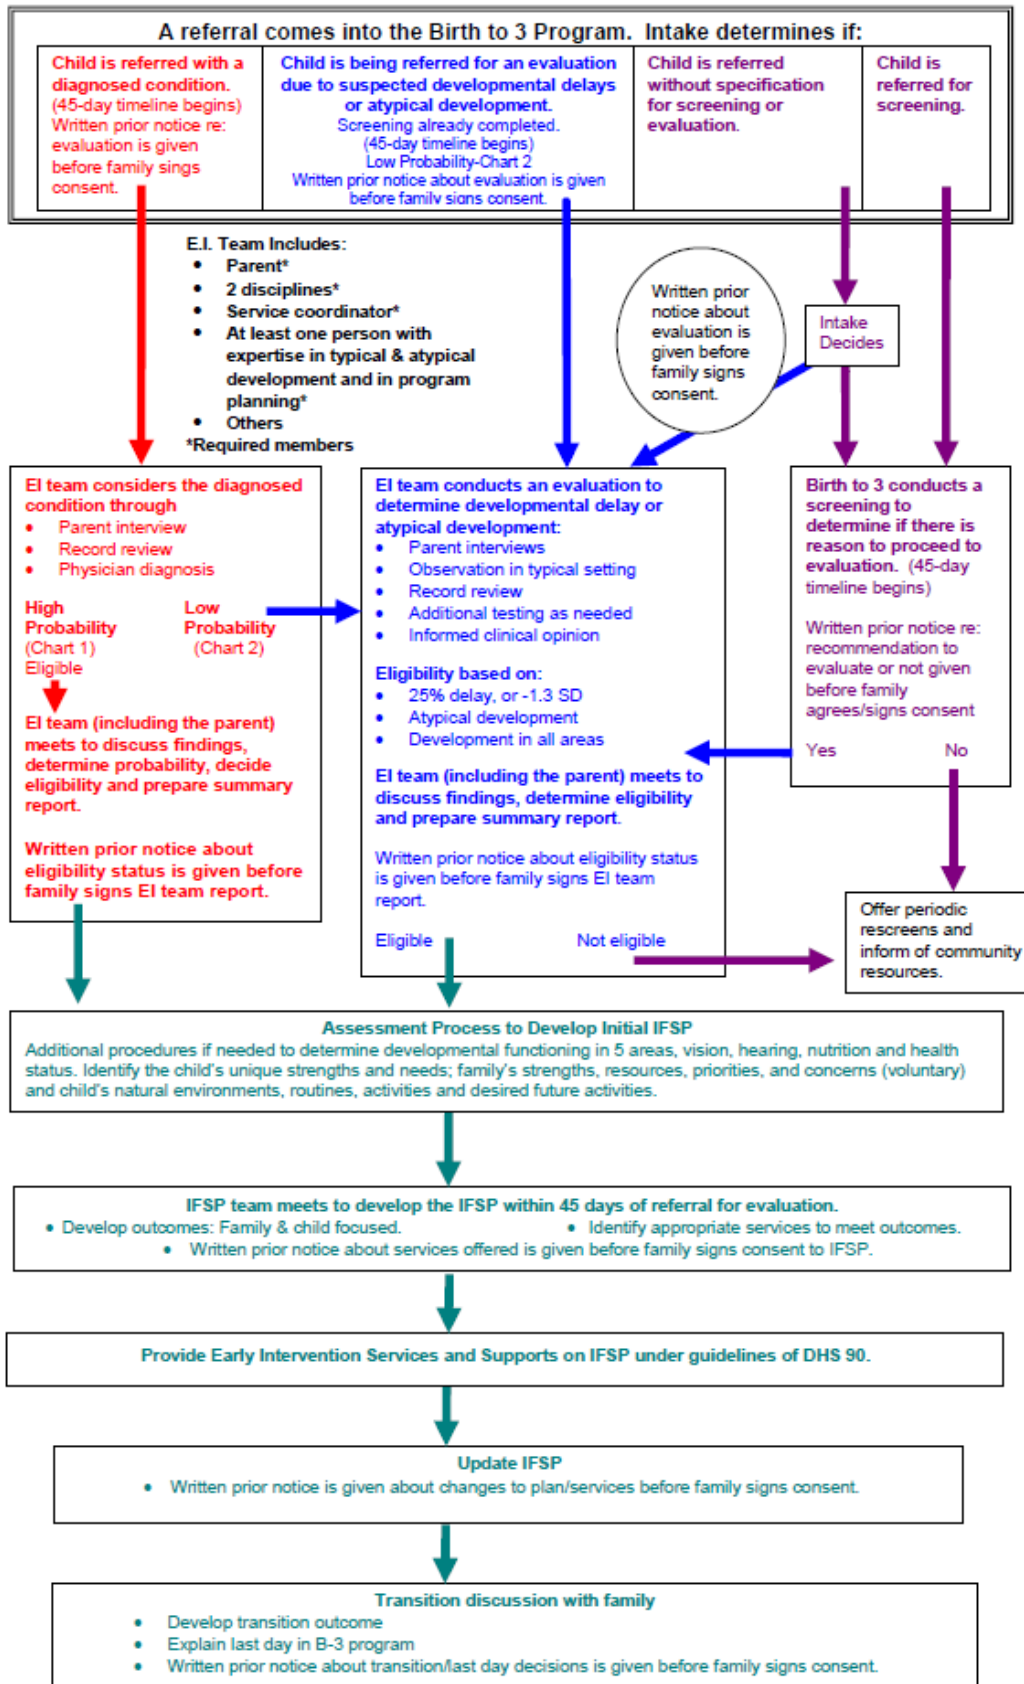 A referral comes into the Birth to 3 Program.  Intake determines if:
Child is referred with a
diagnosed condition.
(45-day timeline begins)
Written prior notice re:
evaluation is given
before family sings
consent.
Child is being referred for an evaluation
due to suspected developmental delays
or atypical development.
Screening already completed.
(45-day timeline begins)
Low Probability-Chart 2
Written prior notice about evaluation is given
before family signs consent.
Child is referred
without specification
for screening or
evaluation.
Child is
referred for
screening.
E.I. Team Includes:
• Parent*
• 2 disciplines*
• Service coordinator*
• At least one person with
expertise in typical & atypical
development and in program
planning*
• Others
*Required members
Written prior
notice about
evaluation is
given before
family signs
consent.
Intake
Decides
EI team considers the diagnosed
condition through
• Parent interview
• Record review
• Physician diagnosis
High
Probability
(Chart 1)
Eligible
Low
Probability
(Chart 2)
EI team (including the parent)
meets to discuss findings,
determine probability, decide
eligibility and prepare summary
report.
Written prior notice about
eligibility status is given before
family signs EI team report.
EI team conducts an evaluation to
determine developmental delay or
atypical development:
• Parent interviews
• Observation in typical setting
• Record review
• Additional testing as needed
• Informed clinical opinion
Eligibility based on:
• 25% delay, or -1.3 SD
• Atypical development
• Development in all areas
EI team (including the parent) meets to
discuss findings, determine eligibility
and prepare summary report.
Written prior notice about eligibility status
is given before family signs EI team
report.
Eligible Not eligible
Birth to 3 conducts a
screening to
determine if there is
reason to proceed to
evaluation.  (45-day
timeline begins)
Written prior notice re:
recommendation to
evaluate or not given
before family
agrees/signs consent
Yes No
Offer periodic
rescreens and
inform of community
resources.
Assessment Process to Develop Initial IFSP
Additional procedures if needed to determine developmental functioning in 5 areas, vision, hearing, nutrition and health
status. Identify the child's unique strengths and needs; family's strengths, resources, priorities, and concerns (voluntary)
and child's natural environments, routines, activities and desired future activities.
IFSP team meets to develop the IFSP within 45 days of referral for evaluation.
• Develop outcomes: Family & child focused. • Identify appropriate services to meet outcomes.
• Written prior notice about services offered is given before family signs consent to IFSP.
Provide Early Intervention Services and Supports on IFSP under guidelines of DHS 90.
Update IFSP
• Written prior notice is given about changes to plan/services before family signs consent.
Transition discussion with family
• Develop transition outcome
• Explain last day in B-3 program
• Written prior notice about transition/last day decisions is given before family signs consent.